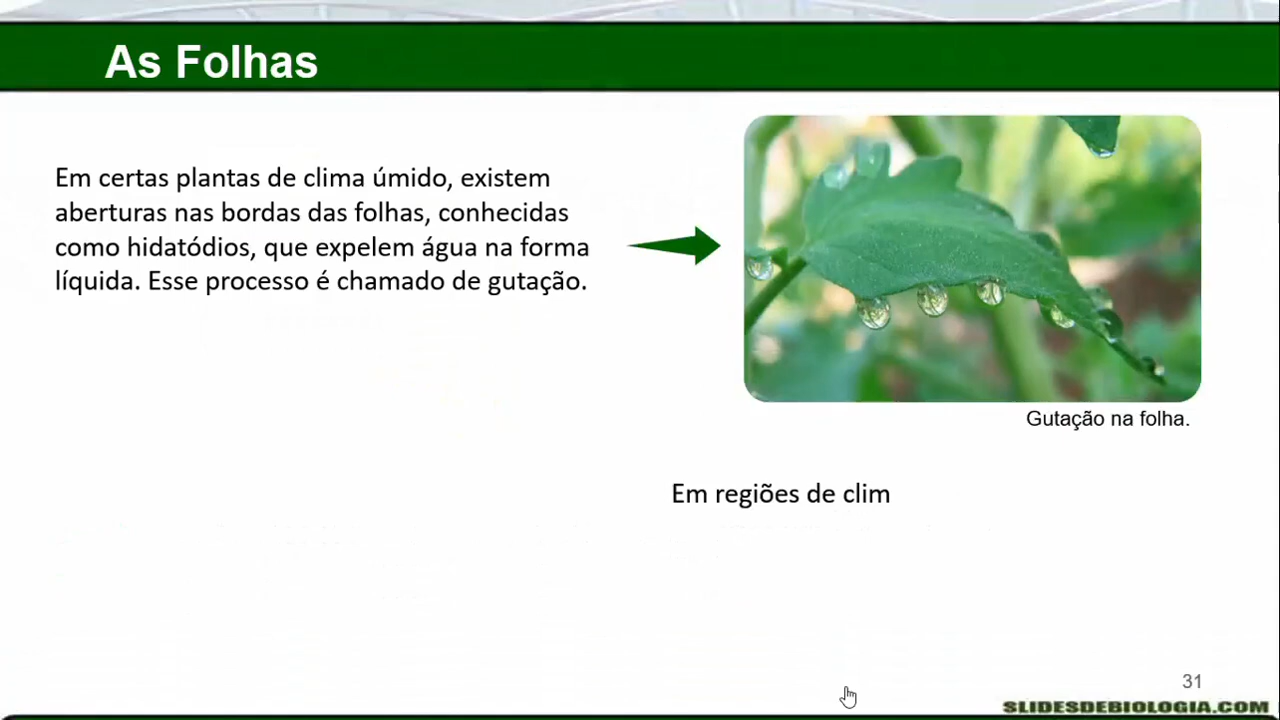 As Folhas
Em certas plantas de clima úmido, existem
aberturas nas bordas das folhas, conhecidas
como hidatódios, que expelem água na forma
líquida. Esse processo é chamado de gutação.
Gutação na folha.
Em regiões de clim
31
SLIDESDEBIOLOGIA.COM